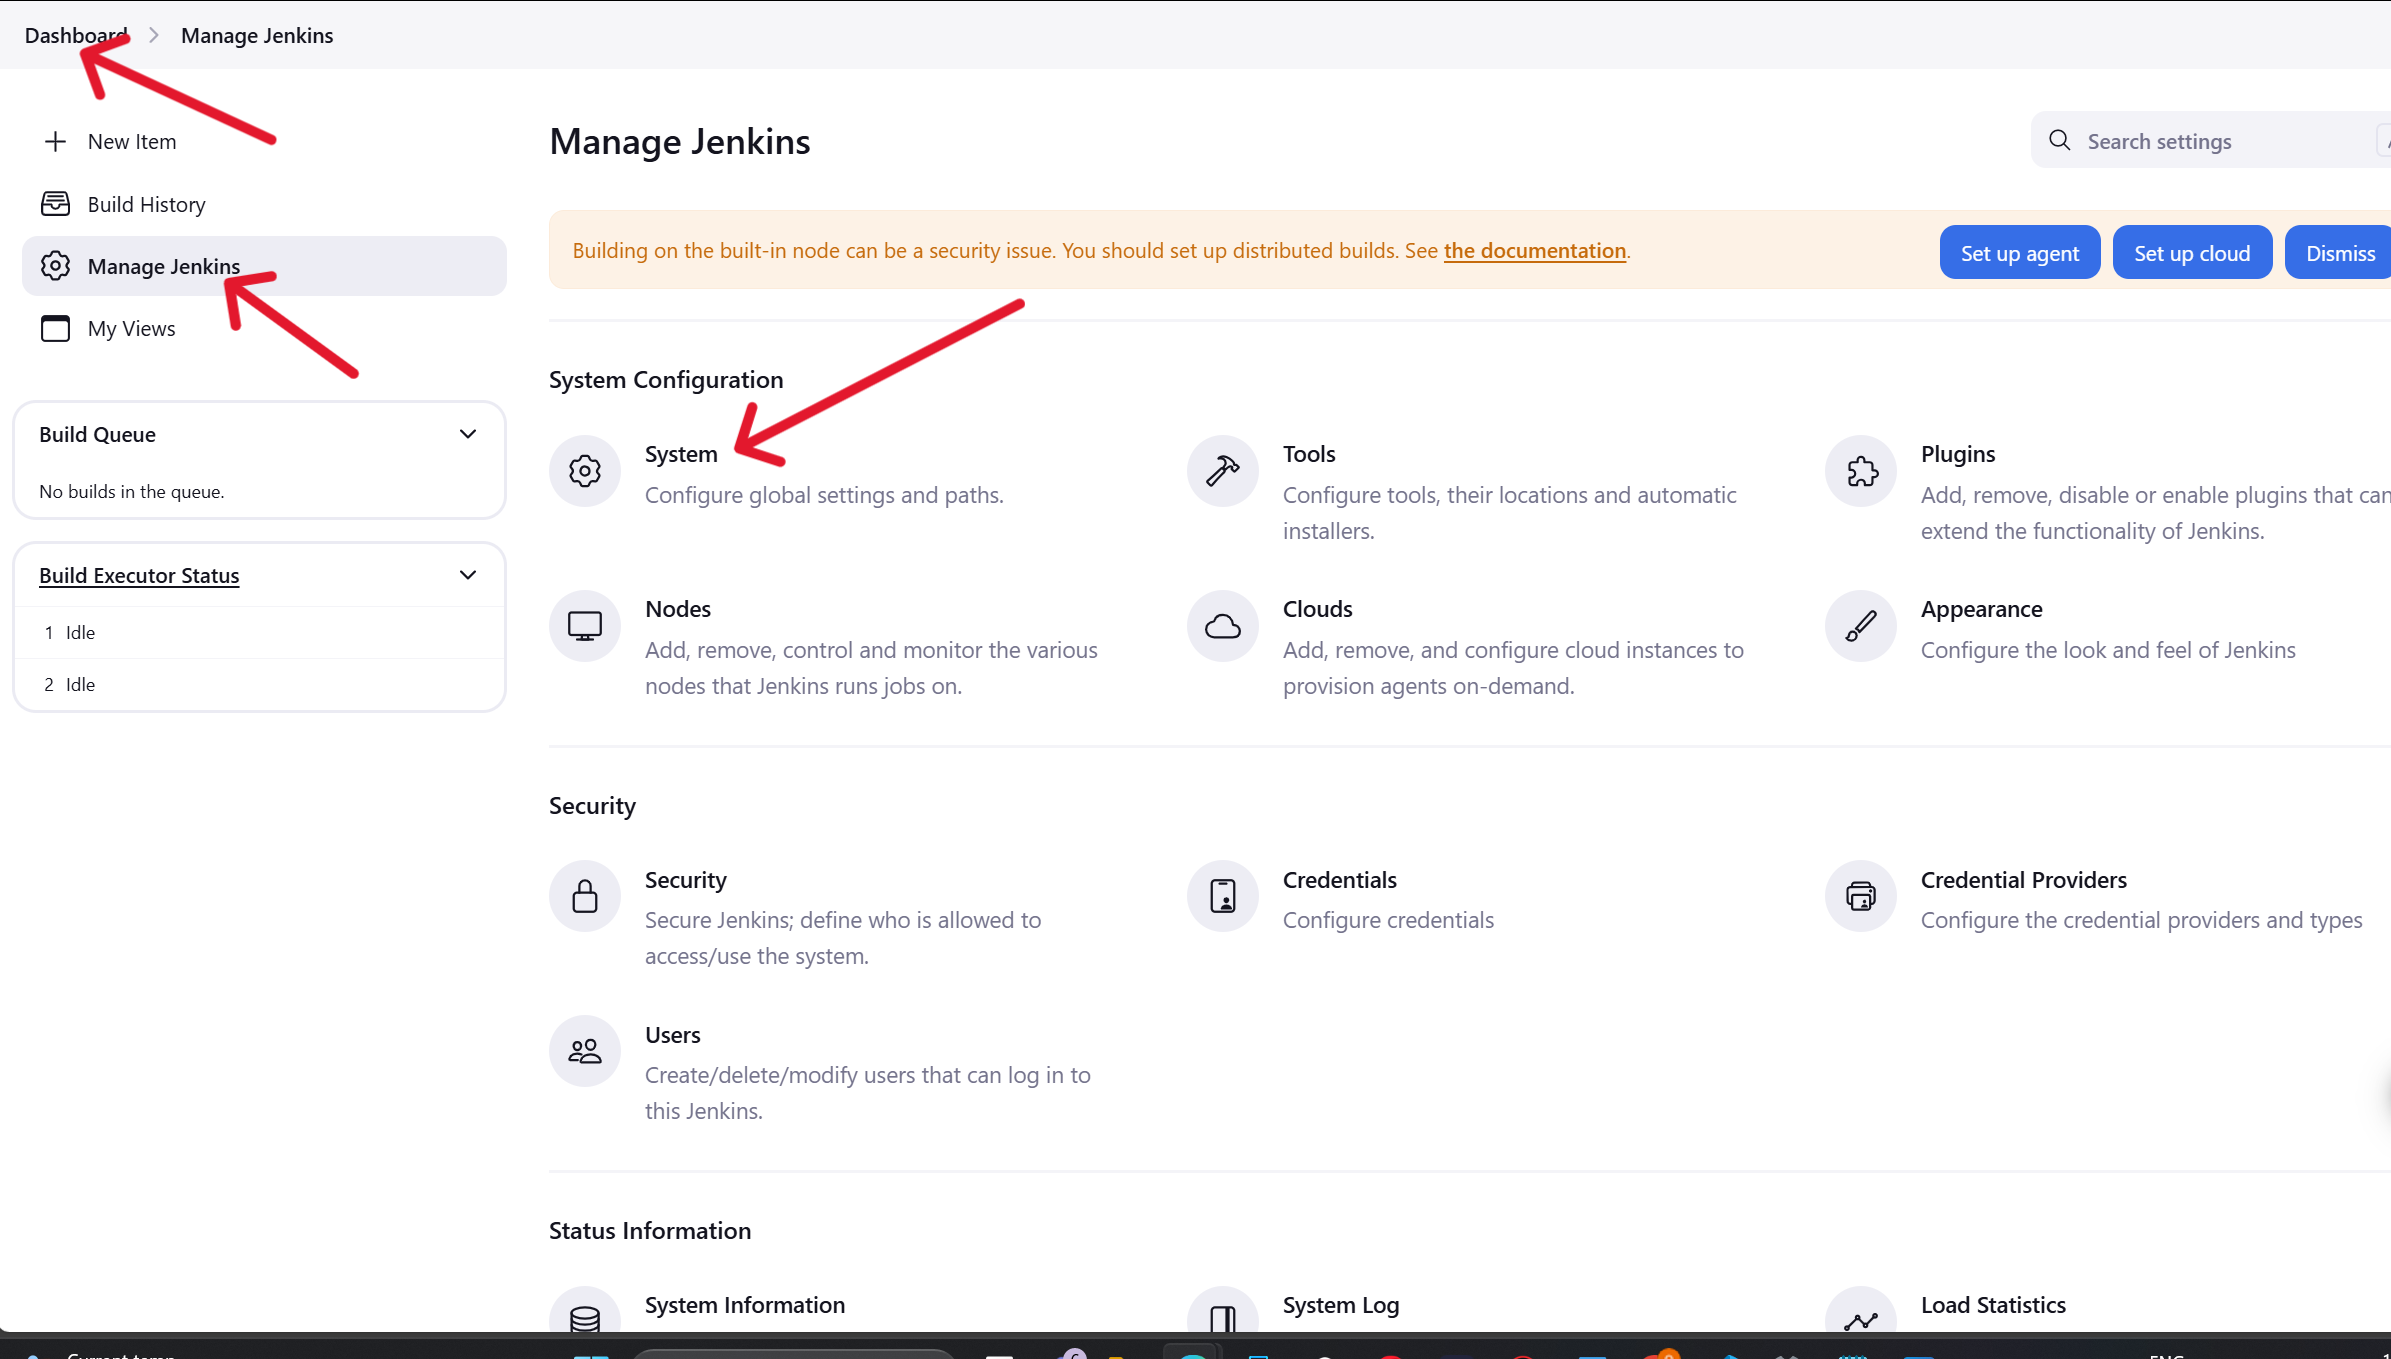 Dashboard > Manage Jenkins
New Item
Build History
Manage Jenkins
My Views
Build Queue
No builds in the queue.
Build Executor Status
1 Idle
2 Idle
Manage Jenkins
Search settings
Building on the built-in node can be a security issue. You should set up distributed builds. See the documentation.
Set up agent
Set up cloud
Dismiss
System Configuration
System
Configure global settings and paths.
Tools
Configure tools, their locations and automatic
installers.
Plugins
Add, remove, disable or enable plugins that can
extend the functionality of Jenkins.
Nodes
Add, remove, control and monitor the various
nodes that Jenkins runs jobs on.
Clouds
Add, remove, and configure cloud instances to
provision agents on-demand.
Appearance
Configure the look and feel of Jenkins
Security
Security
Secure Jenkins; define who is allowed to
access/use the system.
Credentials
Configure credentials
Credential Providers
Configure the credential providers and types
Users
Create/delete/modify users that can log in to
this Jenkins.
Status Information
System Information
System Log
Load Statistics